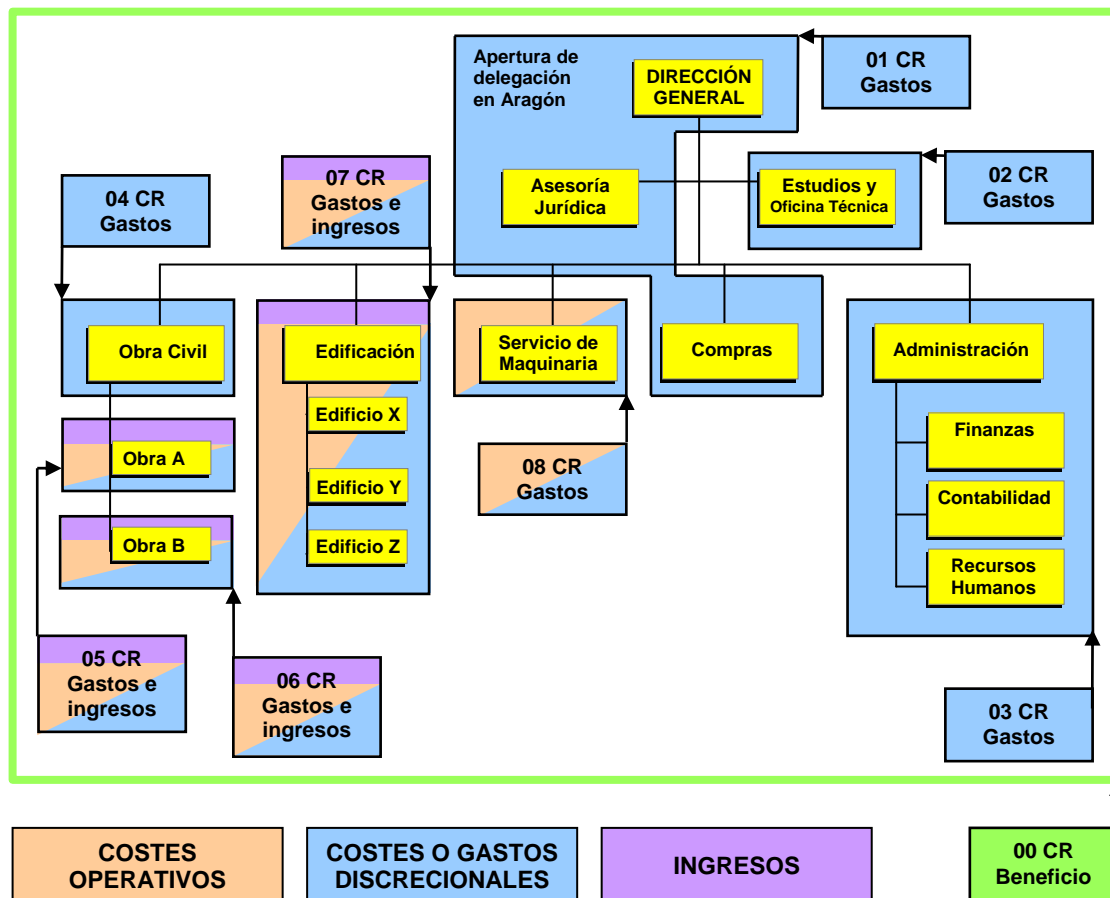 Apertura de
delegación
en Aragón
DIRECCIÓN
GENERAL
01 CR
Gastos
04 CR
Gastos
07 CR
Gastos e
ingresos
Asesoría
Jurídica
Estudios y
Oficina Técnica
02 CR
Gastos
Obra Civil
Edificación
Servicio de
Maquinaria
Compras
Administración
Edificio X
Finanzas
Obra A
08 CR
Gastos
Edificio Y
Contabilidad
Obra B
Edificio Z
Recursos
Humanos
05 CR
Gastos e
ingresos
06 CR
Gastos e
ingresos
03 CR
Gastos
COSTES
OPERATIVOS
COSTES O GASTOS
DISCRECIONALES
INGRESOS
00 CR
Beneficio